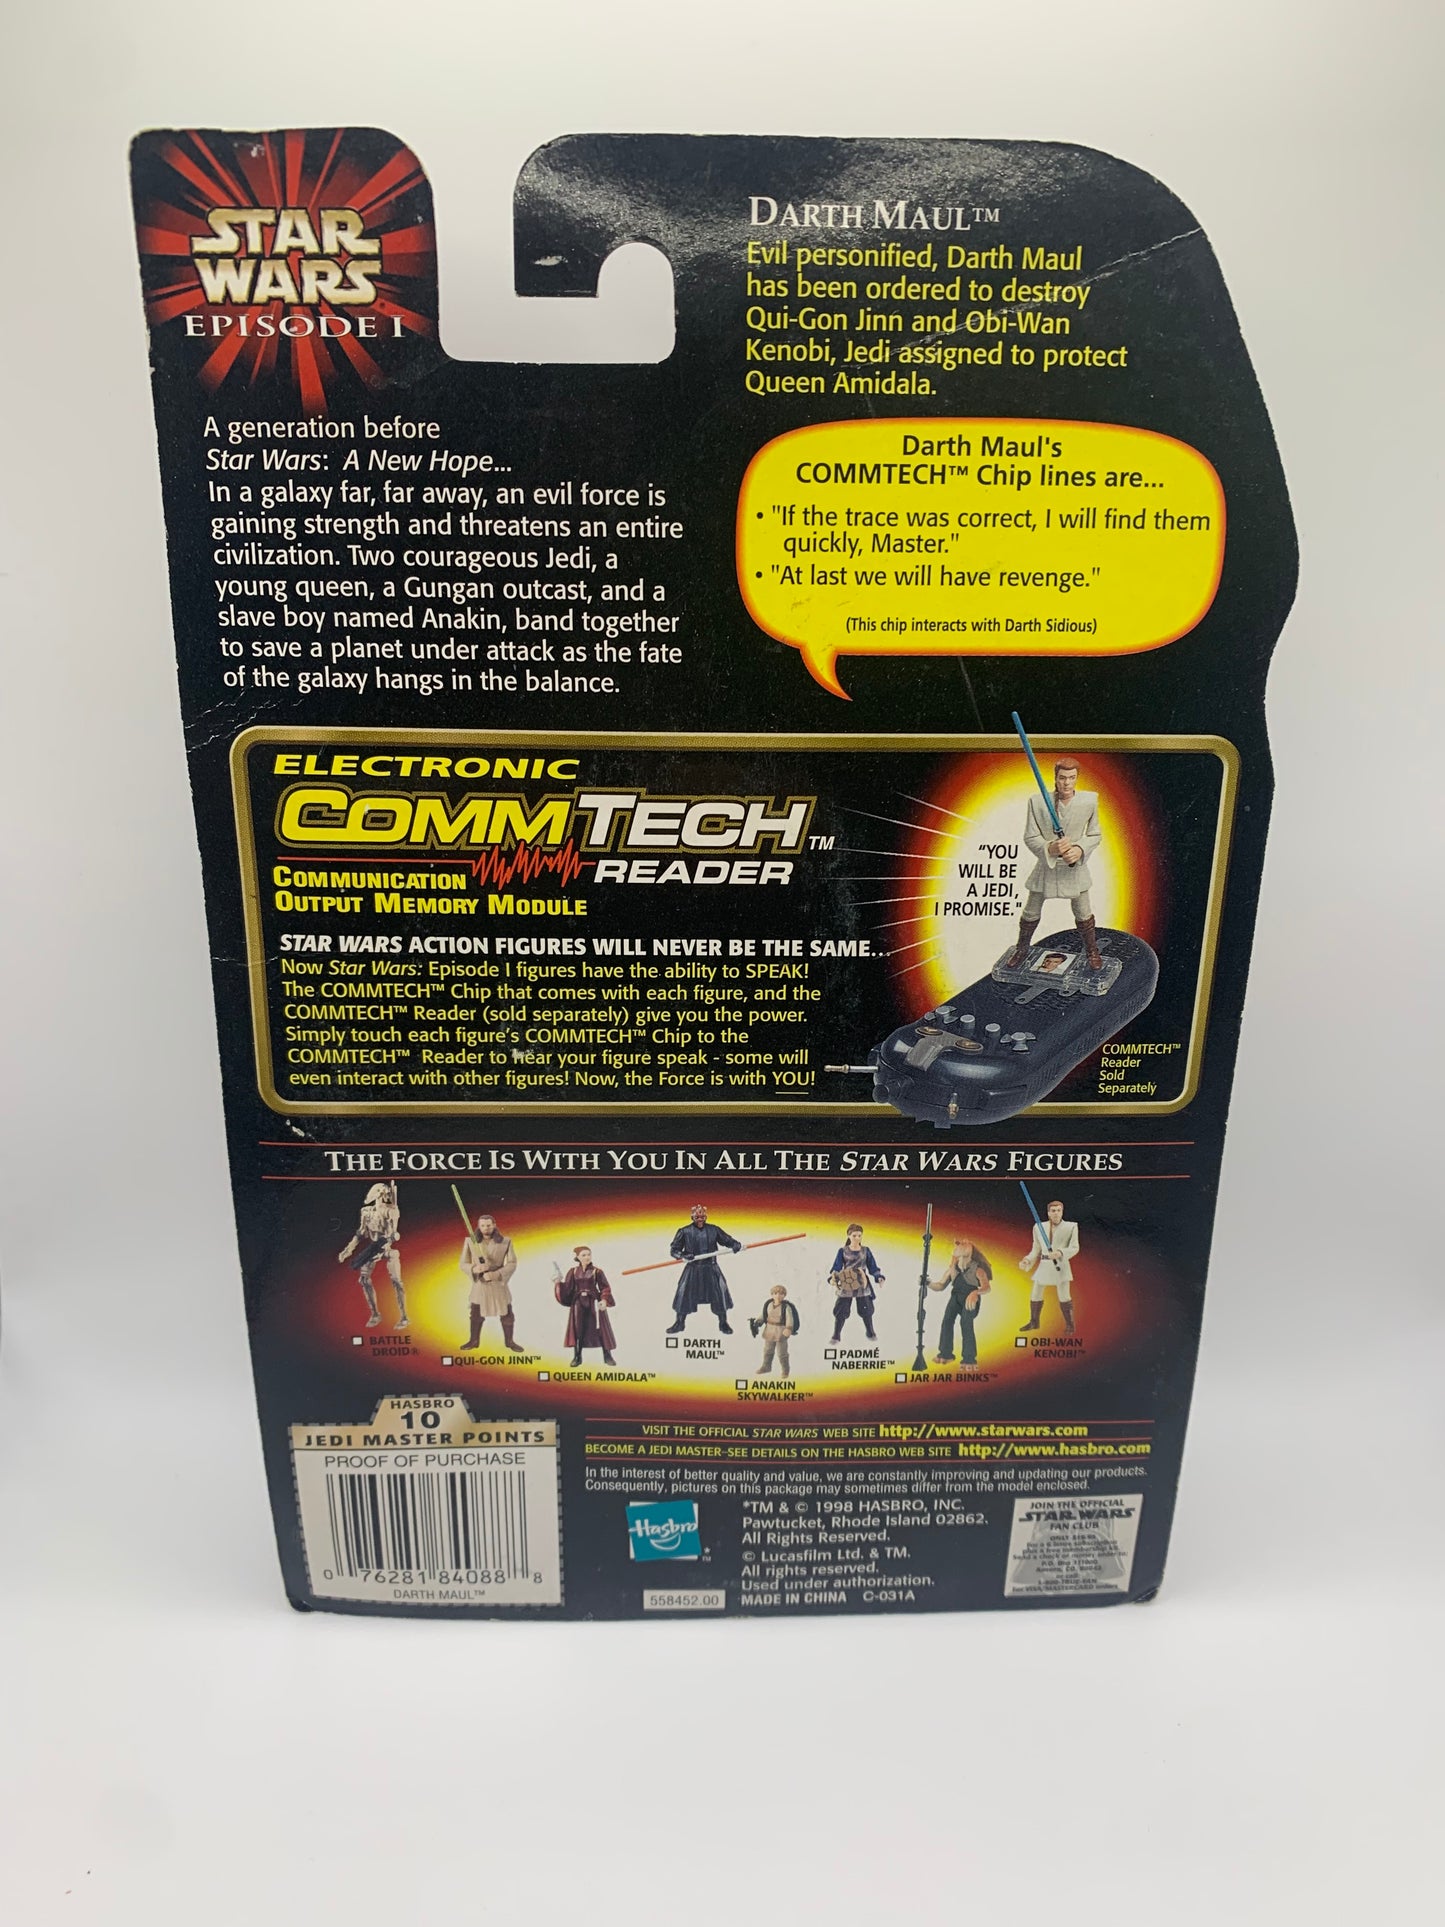 STAR
WARS
EPISODE I
DARTH MAUL™
Evil personified, Darth Maul
has been ordered to destroy
Qui-Gon Jinn and Obi-Wan
Kenobi, Jedi assigned to protect
Queen Amidala.
A generation before
Star Wars: A New Hope...
In a galaxy far, far away, an evil force is
gaining strength and threatens an entire
civilization. Two courageous Jedi, a
young queen, a Gungan outcast, and a
slave boy named Anakin, band together
to save a planet under attack as the fate
of the galaxy hangs in the balance.
Darth Maul's
COMMTECH™ Chip lines are...
• "If the trace was correct, I will find them
quickly, Master."
• "At last we will have revenge."
(This chip interacts with Darth Sidious)
ELECTRONIC
COMMTECH™
READER
COMMUNICATION
OUTPUT MEMORY MODULE
STAR WARS ACTION FIGURES WILL NEVER BE THE SAME...
Now Star Wars: Episode I figures have the ability to SPEAK!
The COMMTECH™ Chip that comes with each figure, and the
COMMTECH™ Reader (sold separately) give you the power.
Simply touch each figure's COMMTECH™ Chip to the
COMMTECH™ Reader to hear your figure speak - some will
even interact with other figures! Now, the Force is with YOU!
"YOU
WILL BE
A JEDI,
I PROMISE."
COMMTECH™
Reader
Sold
Separately
THE FORCE IS WITH YOU IN ALL THE STAR WARS FIGURES
BATTLE
DROID®
QUI-GON JINN™
QUEEN AMIDALA™
DARTH
MAUL™
ANAKIN
SKYWALKER™
PADMÉ
NABERRIE™
JAR JAR BINKS™
OBI-WAN
KENOBI™
HASBRO
10
JEDI MASTER POINTS
PROOF OF PURCHASE
0 76281 84088 8
DARTH MAUL™
VISIT THE OFFICIAL STAR WARS WEB SITE http://www.starwars.com
BECOME A JEDI MASTER-SEE DETAILS ON THE HASBRO WEB SITE http://www.hasbro.com
In the interest of better quality and value, we are constantly improving and updating our products.
Consequently, pictures on this package may sometimes differ from the model enclosed.
Hasbro
*TM
*TM & © 1998 HASBRO, INC.
Pawtucket, Rhode Island 02862.
All Rights Reserved.
© Lucasfilm Ltd. & TM.
All rights reserved.
Used under authorization.
MADE IN CHINA C-031A
558452.00
JOIN THE OFFICIAL
STAR WARS
FAN CLUB